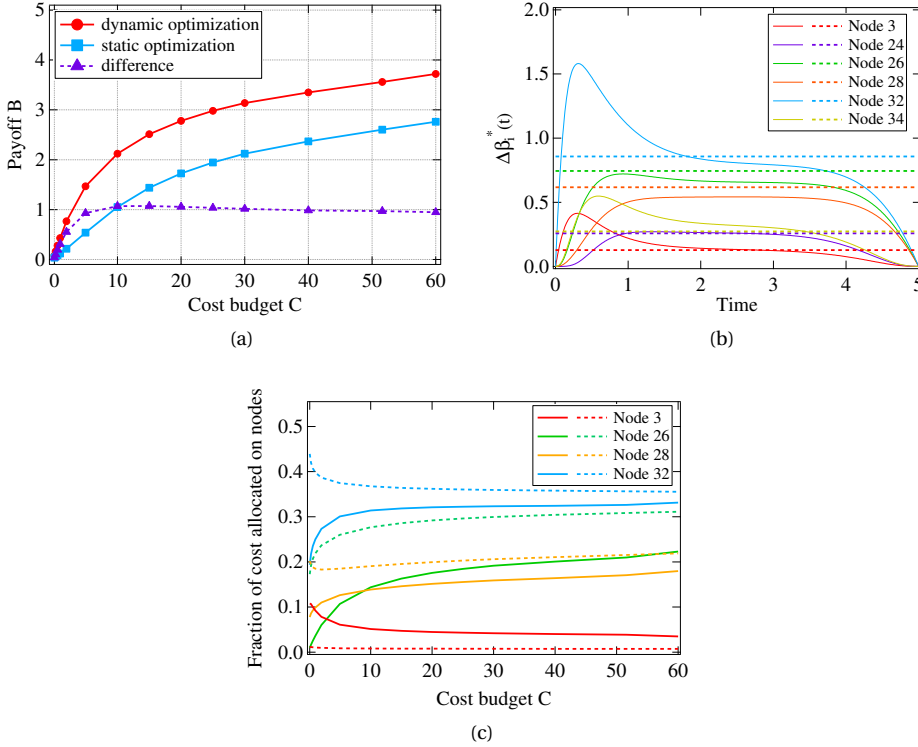 5
4
3
2
1
0
Payoff B
dynamic optimization
static optimization
difference
0 10 20 30 40 50 60
Cost budget C
(a)
2.0
1.5
1.0
0.5
0.0
Δβi*(t)
Node 3
Node 24
Node 26
Node 28
Node 32
Node 34
0 1 2 3 4 5
Time
(b)
0.5
0.4
0.3
0.2
0.1
0.0
Fraction of cost allocated on nodes
Node 3
Node 26
Node 28
Node 32
0 10 20 30 40 50 60
Cost budget C
(c)